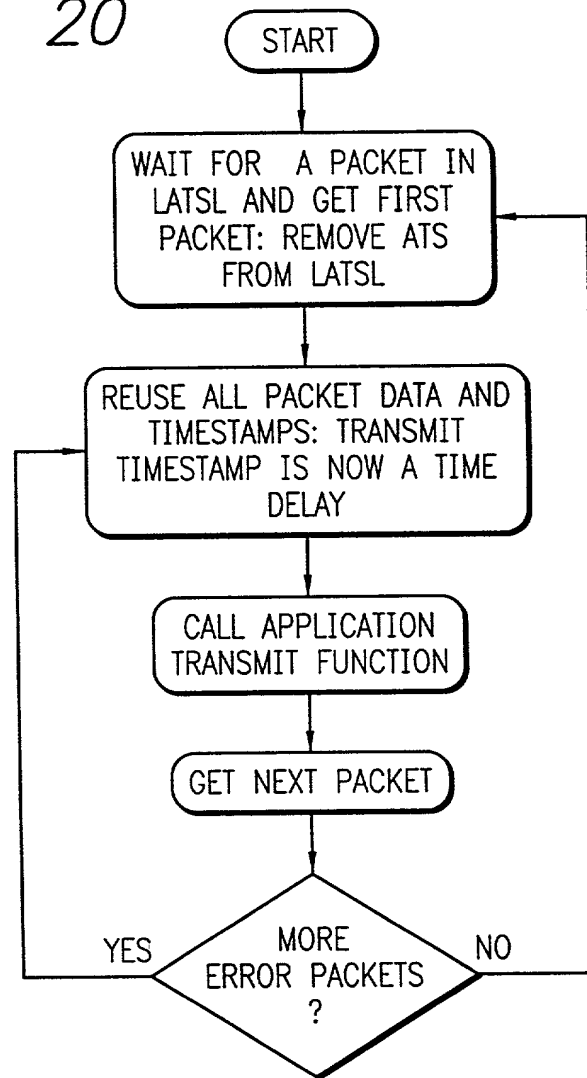 20
START
WAIT FOR A PACKET IN
LATSL AND GET FIRST
PACKET: REMOVE ATS
FROM LATSL
REUSE ALL PACKET DATA AND
TIMESTAMPS: TRANSMIT
TIMESTAMP IS NOW A TIME
DELAY
CALL APPLICATION
TRANSMIT FUNCTION
GET NEXT PACKET
YES
MORE
ERROR PACKETS
?
NO